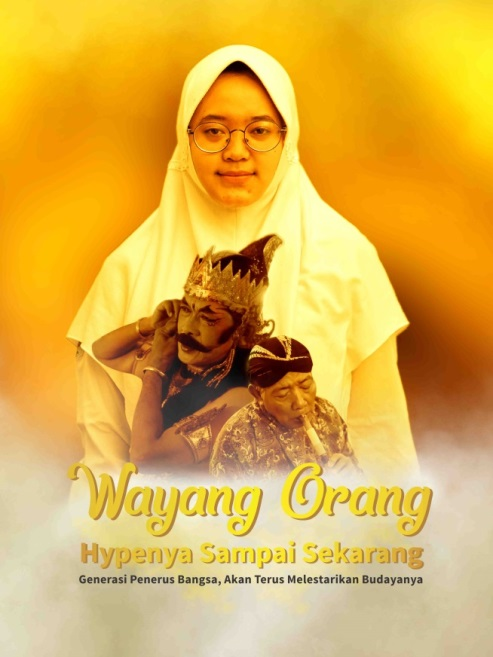 Wayang Orang
Hypenya Sampai Sekarang
Generasi Penerus Bangsa, Akan Terus Melestarikan Budayanya